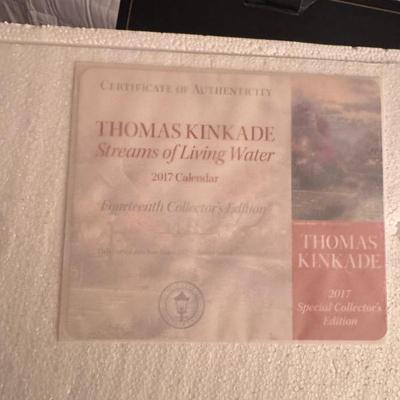 CERTIFICATE OF AUTHENTICITY
THOMAS KINKADE
Streams of Living Water
2017 Calendar
Fourteenth Collector's Edition
THOMAS
KINKADE
2017
Special Collector's
Edition